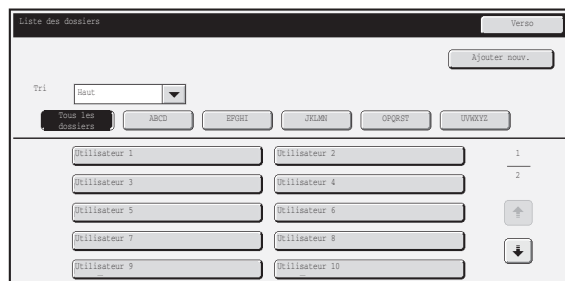 Liste des dossiers
Verso
Ajouter nouv.
Tri
Haut
Tous les
dossiers
ABCD
EFGHI
JKLMN
OPQRST
UVWXYZ
Utilisateur 1
Utilisateur 2
1
Utilisateur 3
Utilisateur 4
2
Utilisateur 5
Utilisateur 6
Utilisateur 7
Utilisateur 8
Utilisateur 9
Utilisateur 10